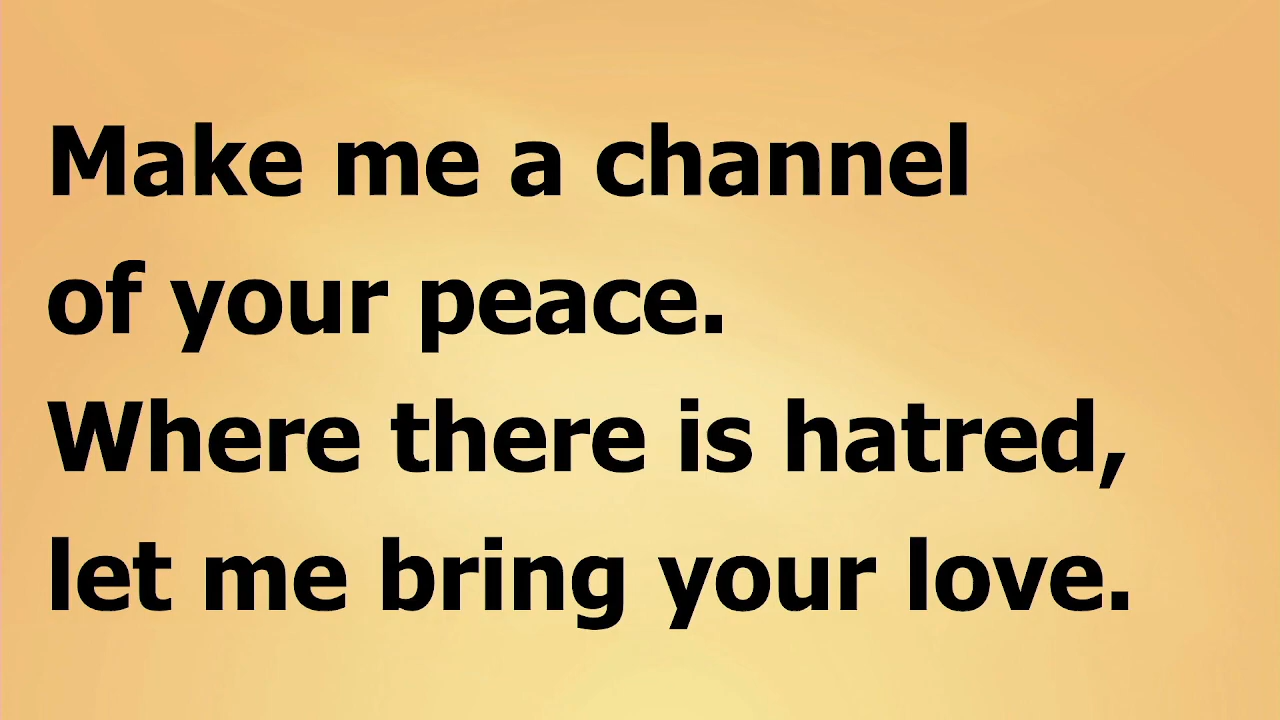 Make me a channel
of your peace.
Where there is hatred,
let me bring your love.